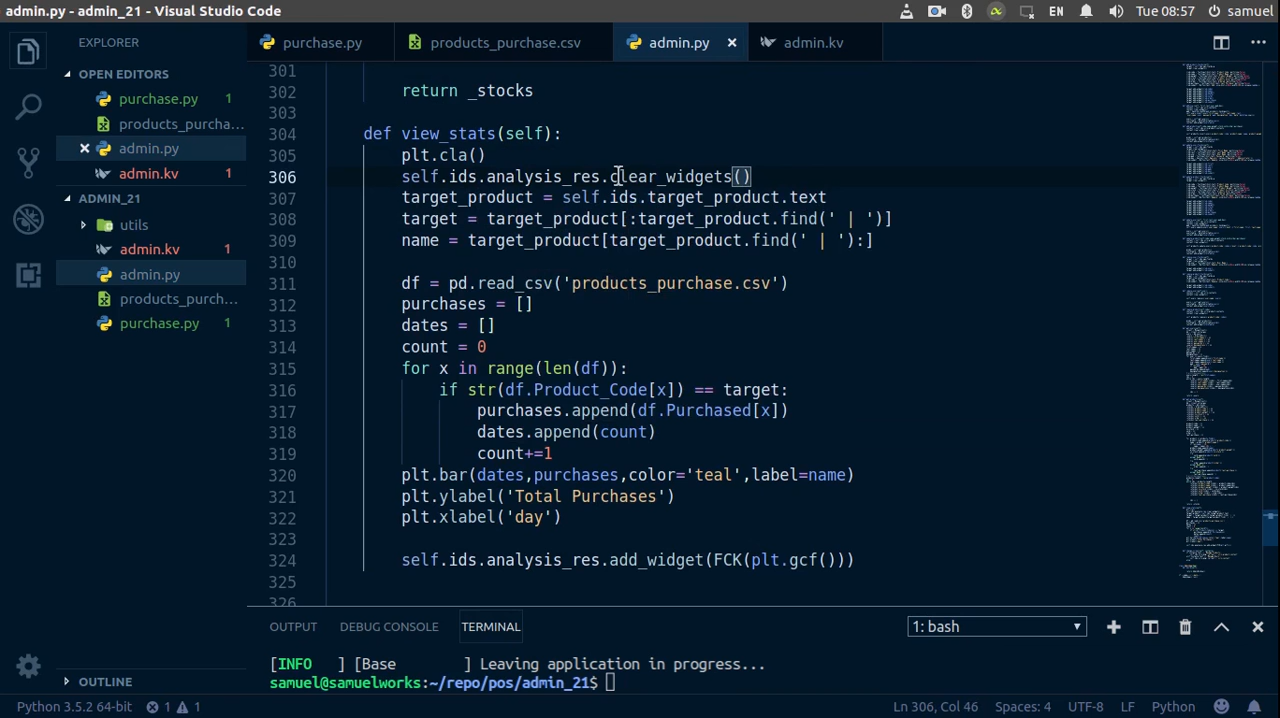 admin.py - admin_21 - Visual Studio Code
EN
Tue 08:57
samuel
EXPLORER
OPEN EDITORS
purchase.py 1
products_purcha...
admin.py
admin.kv 1
ADMIN_21
utils
admin.kv 1
admin.py
products_purch...
purchase.py 1
OUTLINE
purchase.py
products_purchase.csv
admin.py
admin.kv
301
302 return _stocks
303
304 def view_stats(self):
305 plt.cla()
306 self.ids.analysis_res.clear_widgets()
307 target_product = self.ids.target_product.text
308 target = target_product[:target_product.find(' | ')]
309 name = target_product[target_product.find(' | '):]
310
311 df = pd.read_csv('products_purchase.csv')
312 purchases = []
313 dates = []
314 count = 0
315 for x in range(len(df)):
316 if str(df.Product_Code[x]) == target:
317 purchases.append(df.Purchased[x])
318 dates.append(count)
319 count+=1
320 plt.bar(dates,purchases,color='teal',label=name)
321 plt.ylabel('Total Purchases')
322 plt.xlabel('day')
323
324 self.ids.analysis_res.add_widget(FCK(plt.gcf()))
325
326
OUTPUT DEBUG CONSOLE TERMINAL 1: bash
[INFO ] [Base ] Leaving application in progress...
samuel@samuelworks:~/repo/pos/admin_21$
Python 3.5.2 64-bit 1 1 Ln 306, Col 46 Spaces: 4 UTF-8 LF Python